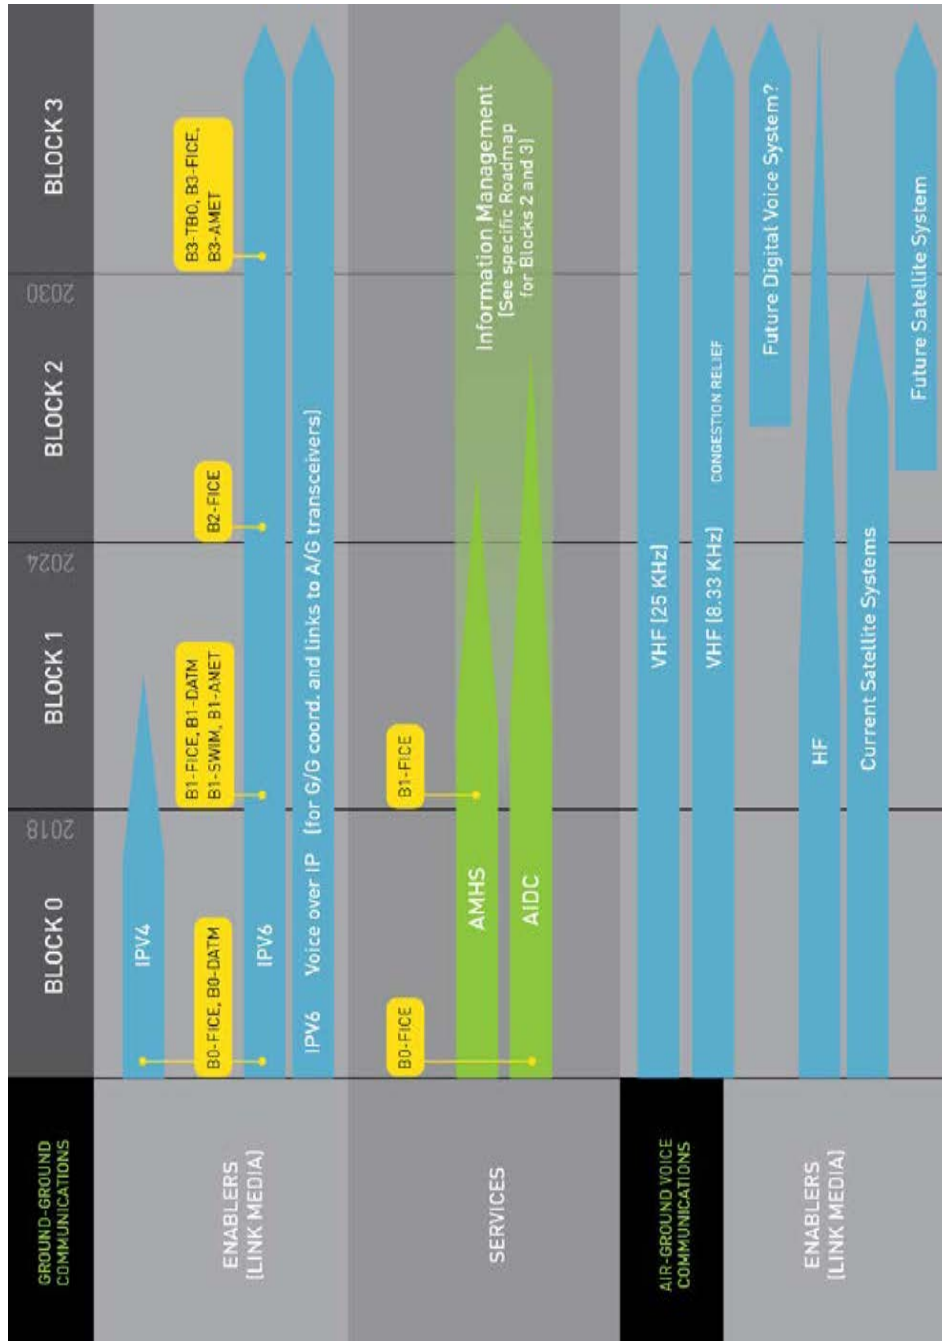 GROUND-GROUND
COMMUNICATIONS
BLOCK 0
2018
BLOCK 1
2024
BLOCK 2
2030
BLOCK 3
ENABLERS
(LINK MEDIA)
IPV4
B0-FICE, B0-DATM
B1-FICE, B1-DATM
B1-SWIM, B1-ANET
B2-FICE
B3-TBO, B3-FICE,
B3-AMET
IPV6
IPV6 Voice over IP (for G/G coord. and links to A/G transceivers)
SERVICES
B0-FICE
B1-FICE
AMHS
AIDC
Information Management
(See specific Roadmap
for Blocks 2 and 3)
AIR-GROUND VOICE
COMMUNICATIONS
ENABLERS
(LINK MEDIA)
VHF (25 KHz)
VHF (8.33 KHz)
CONGESTION RELIEF
Future Digital Voice System?
HF
Current Satellite Systems
Future Satellite System